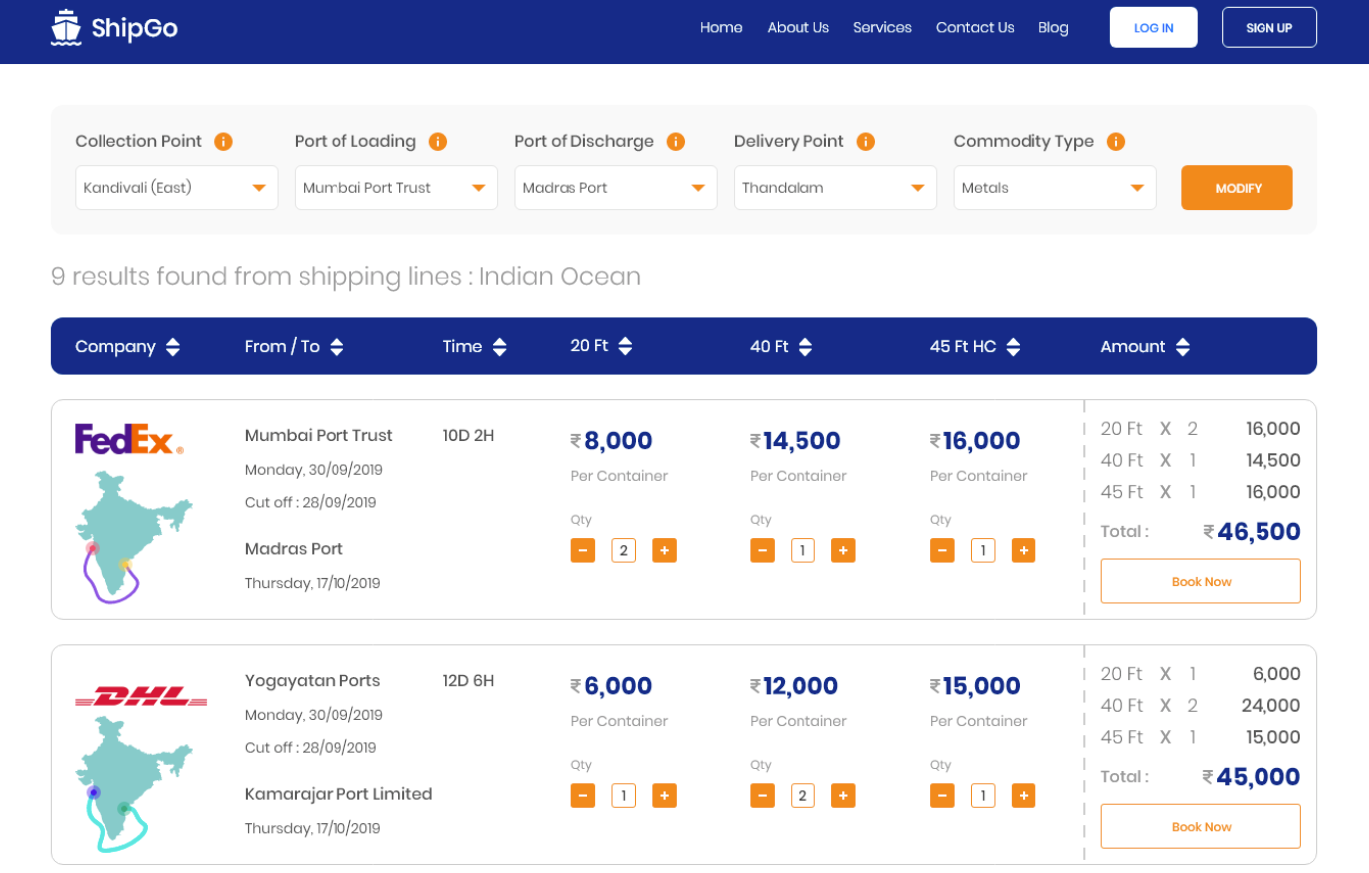 ShipGo
Home About Us Services Contact Us Blog LOG IN SIGN UP
Collection Point i Port of Loading i Port of Discharge i Delivery Point i Commodity Type i
Kandivali (East) Mumbai Port Trust Madras Port Thandalam Metals MODIFY
9 results found from shipping lines : Indian Ocean
Company From / To Time 20 Ft 40 Ft 45 Ft HC Amount
FedEx®
Mumbai Port Trust
Monday, 30/09/2019
Cut off : 28/09/2019
Madras Port
Thursday, 17/10/2019
10D 2H
₹8,000
Per Container
Qty
− 2 +
₹14,500
Per Container
Qty
− 1 +
₹16,000
Per Container
Qty
− 1 +
20 Ft X 2 16,000
40 Ft X 1 14,500
45 Ft X 1 16,000
Total : ₹46,500
Book Now
DHL
Yogayatan Ports
Monday, 30/09/2019
Cut off : 28/09/2019
Kamarajar Port Limited
Thursday, 17/10/2019
12D 6H
₹6,000
Per Container
Qty
− 1 +
₹12,000
Per Container
Qty
− 2 +
₹15,000
Per Container
Qty
− 1 +
20 Ft X 1 6,000
40 Ft X 2 24,000
45 Ft X 1 15,000
Total : ₹45,000
Book Now